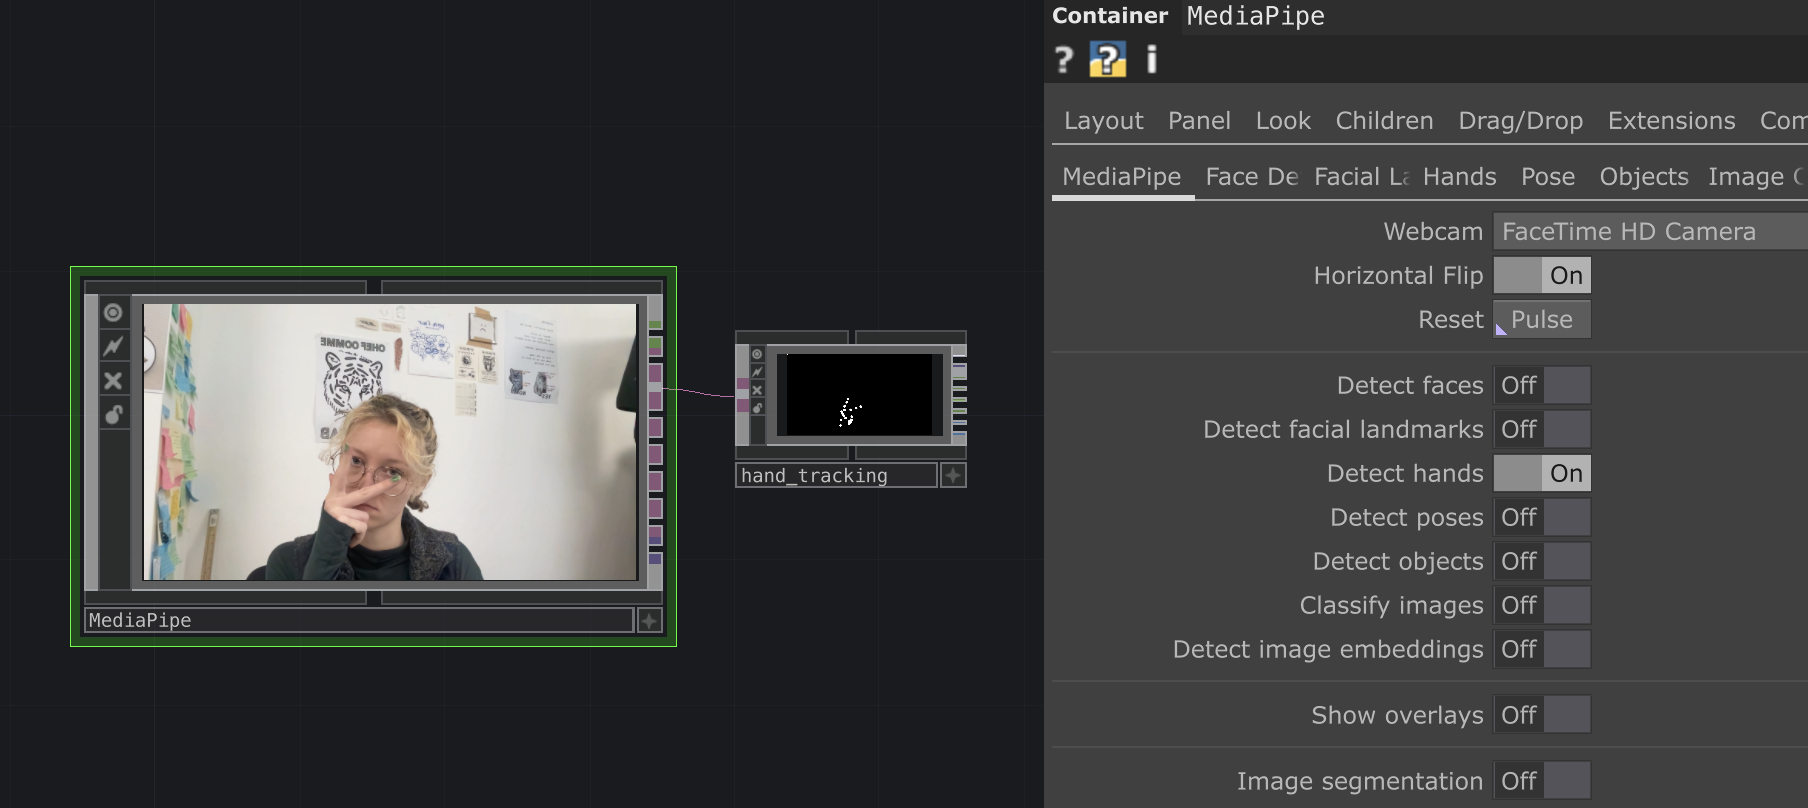 Container MediaPipe
? ? i
Layout Panel Look Children Drag/Drop Extensions Com
MediaPipe Face De Facial La Hands Pose Objects Image C
Webcam FaceTime HD Camera
Horizontal Flip On
Reset Pulse
Detect faces Off
Detect facial landmarks Off
Detect hands On
Detect poses Off
Detect objects Off
Classify images Off
Detect image embeddings Off
Show overlays Off
Image segmentation Off
CHEF COMME
LAB
MediaPipe
hand_tracking